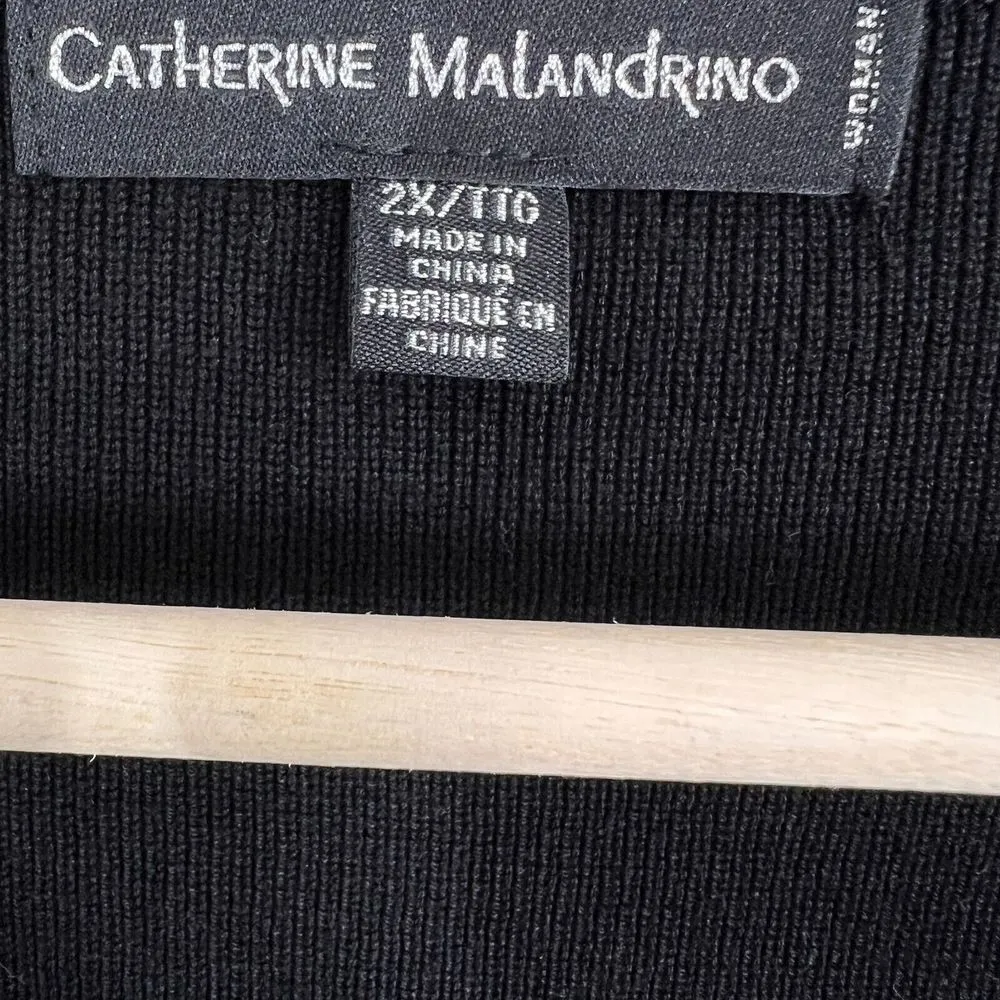 CATHERINE MALANDRINO
WOMAN
2X/TTG
MADE IN
CHINA
FABRIQUÉ EN
CHINE